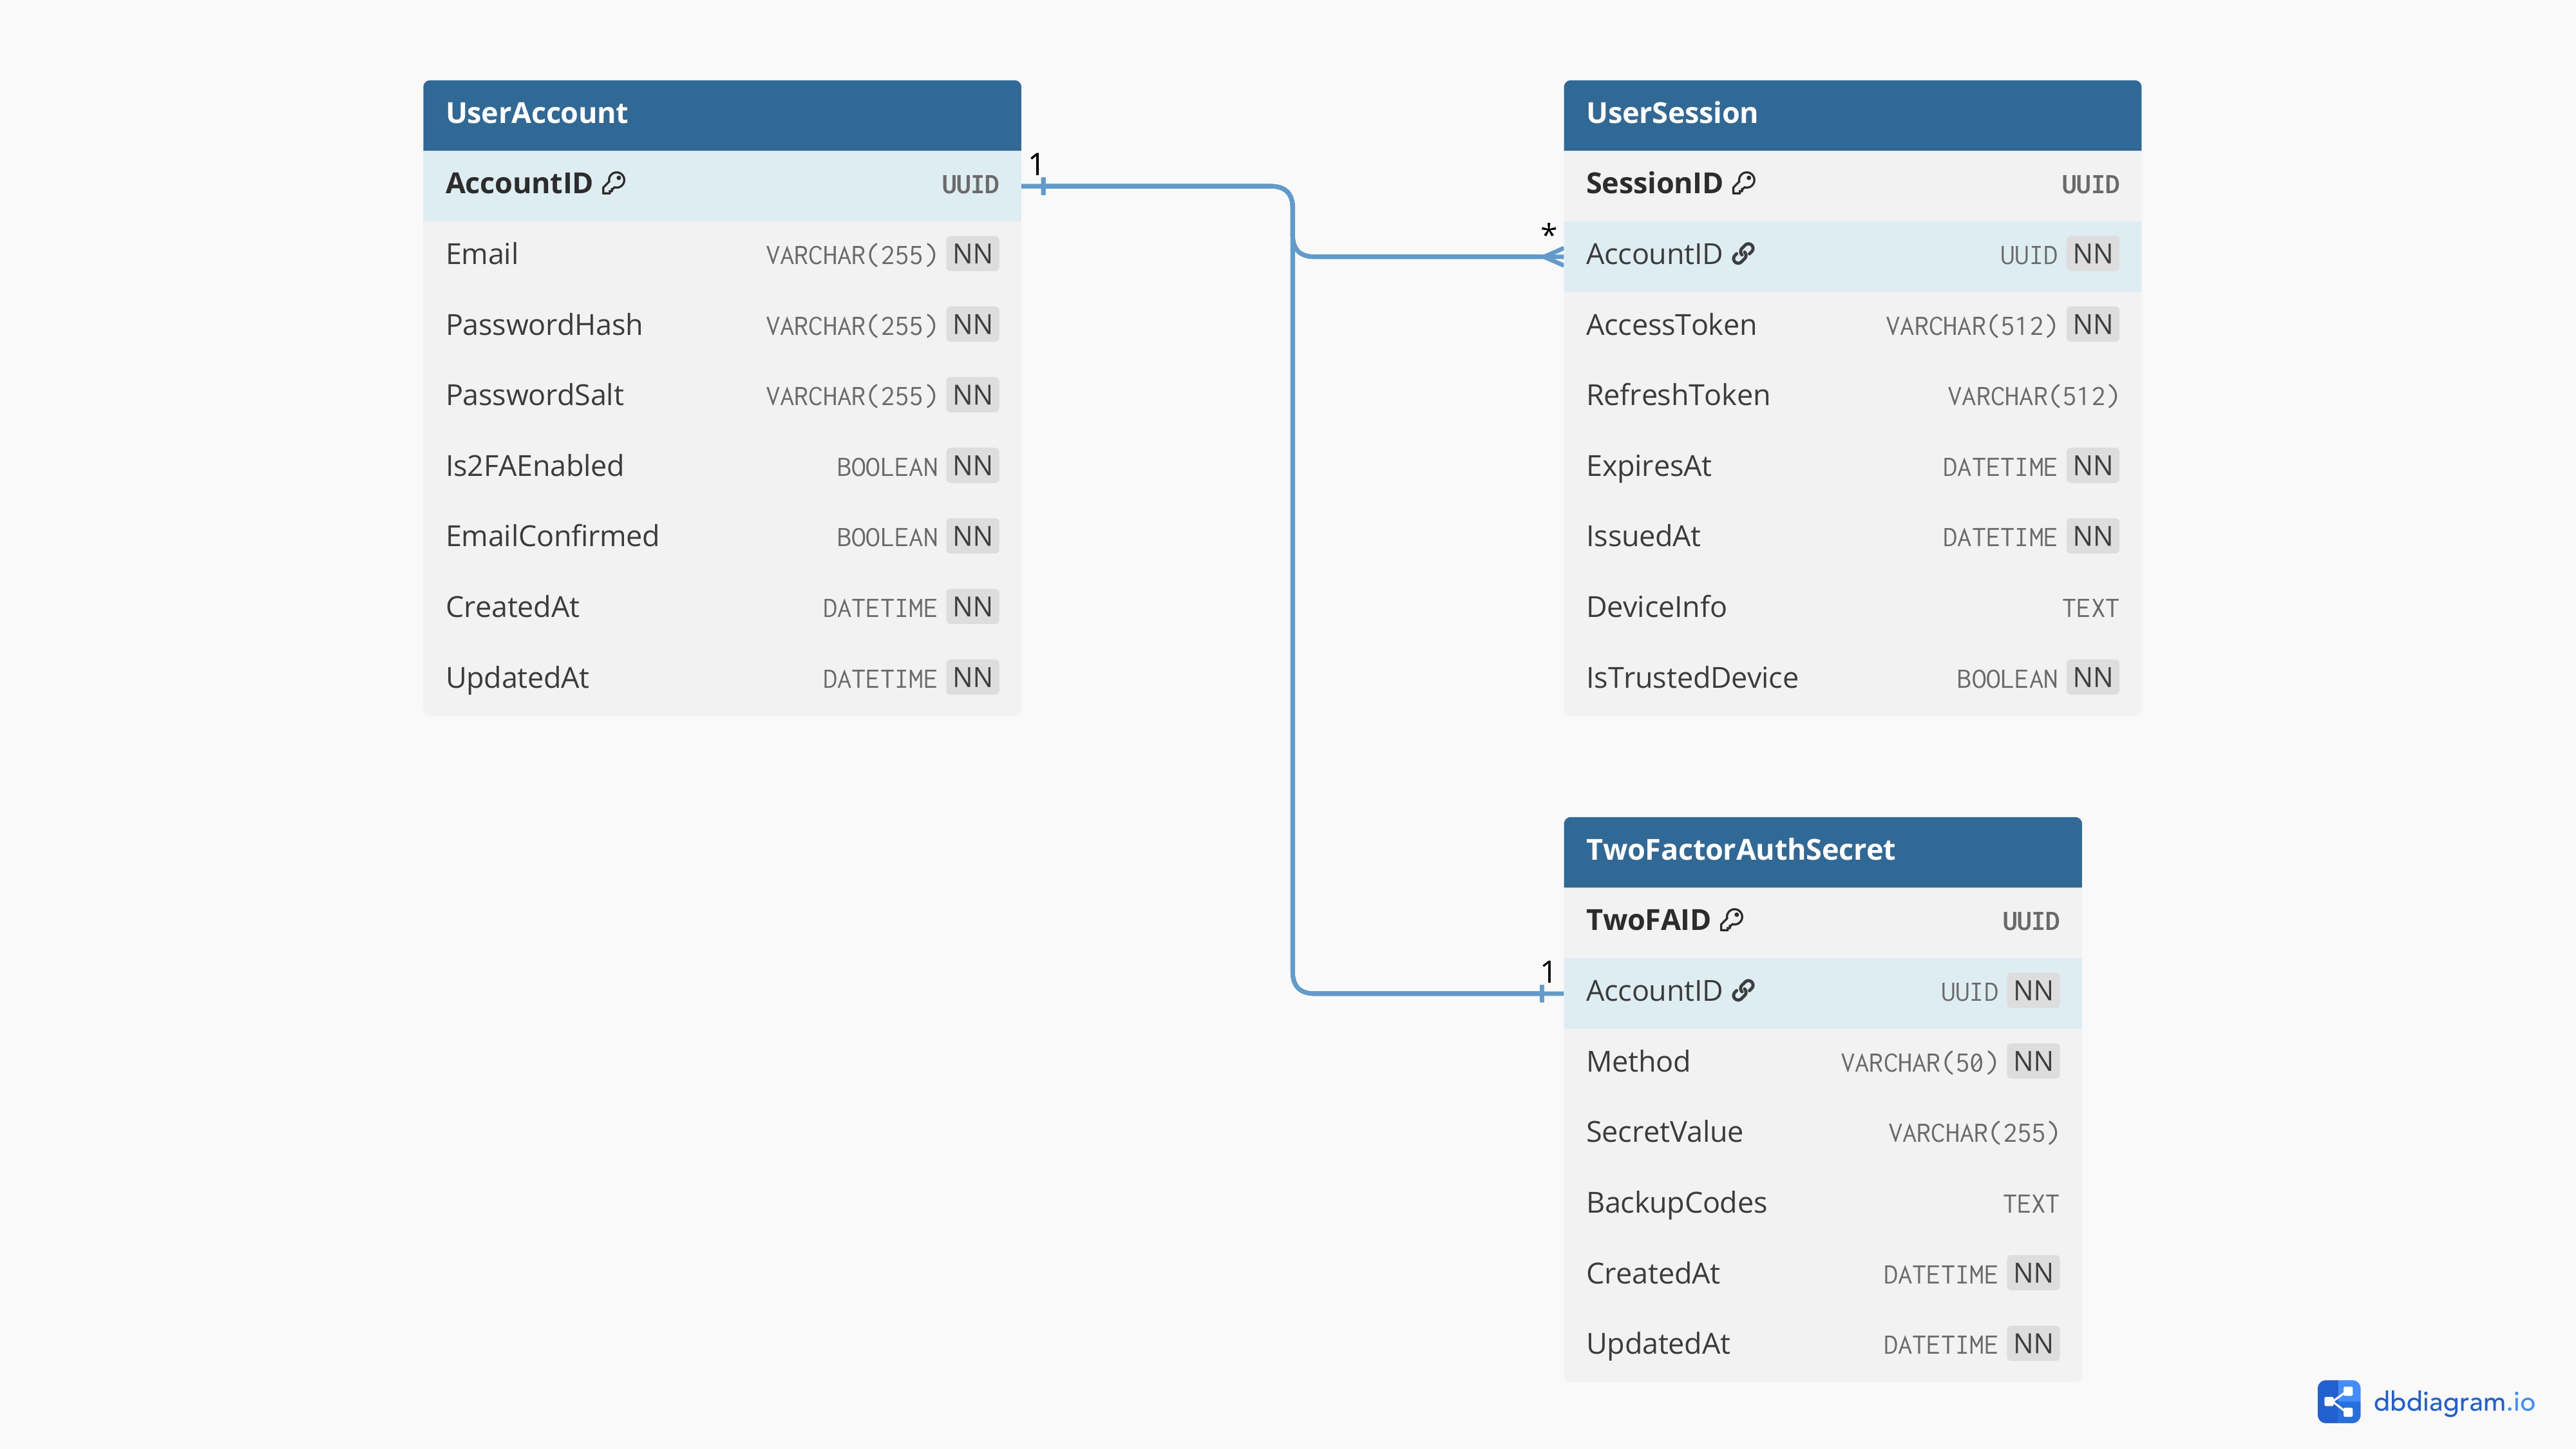 UserAccount
AccountID UUID
Email VARCHAR(255) NN
PasswordHash VARCHAR(255) NN
PasswordSalt VARCHAR(255) NN
Is2FAEnabled BOOLEAN NN
EmailConfirmed BOOLEAN NN
CreatedAt DATETIME NN
UpdatedAt DATETIME NN
1
*
UserSession
SessionID UUID
AccountID UUID NN
AccessToken VARCHAR(512) NN
RefreshToken VARCHAR(512)
ExpiresAt DATETIME NN
IssuedAt DATETIME NN
DeviceInfo TEXT
IsTrustedDevice BOOLEAN NN
1
TwoFactorAuthSecret
TwoFAID UUID
AccountID UUID NN
Method VARCHAR(50) NN
SecretValue VARCHAR(255)
BackupCodes TEXT
CreatedAt DATETIME NN
UpdatedAt DATETIME NN
dbdiagram.io